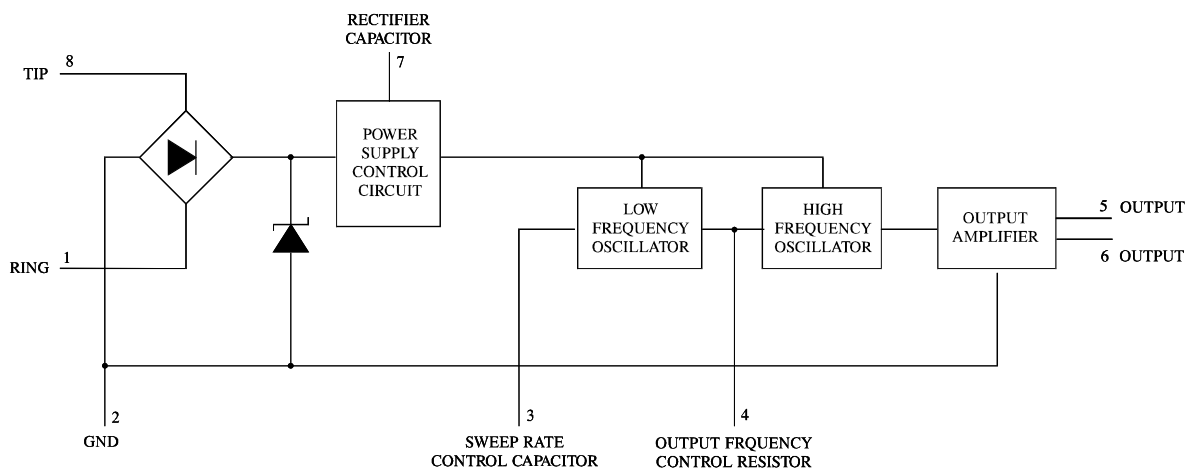 RECTIFIER
CAPACITOR
7
TIP
8
POWER
SUPPLY
CONTROL
CIRCUIT
LOW
FREQUENCY
OSCILLATOR
HIGH
FREQUENCY
OSCILLATOR
OUTPUT
AMPLIFIER
5 OUTPUT
6 OUTPUT
RING
1
2
GND
3
SWEEP RATE
CONTROL CAPACITOR
4
OUTPUT FRQUENCY
CONTROL RESISTOR